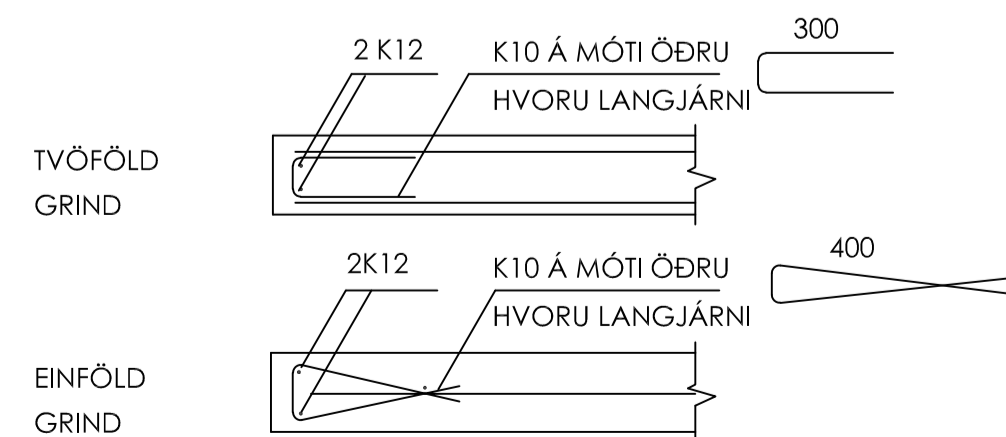 300
2 K12
K10 Á MÓTI ÖÐRU
HVORU LANGJÁRNI
TVÖFÖLD
GRIND
400
2K12
K10 Á MÓTI ÖÐRU
HVORU LANGJÁRNI
EINFÖLD
GRIND